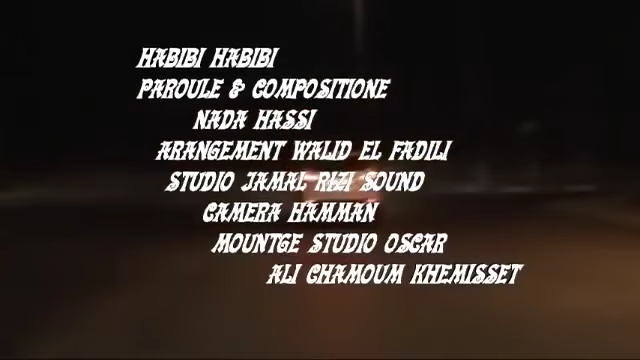 HABIBI HABIBI
PAROULE & COMPOSITIONE
NADA HASSI
ARANGEMENT WALID EL FADILI
STUDIO JAMAL RIZI SOUND
CAMERA HAMMAN
MOUNTGE STUDIO OSCAR
ALI CHAMOUM KHEMISSET